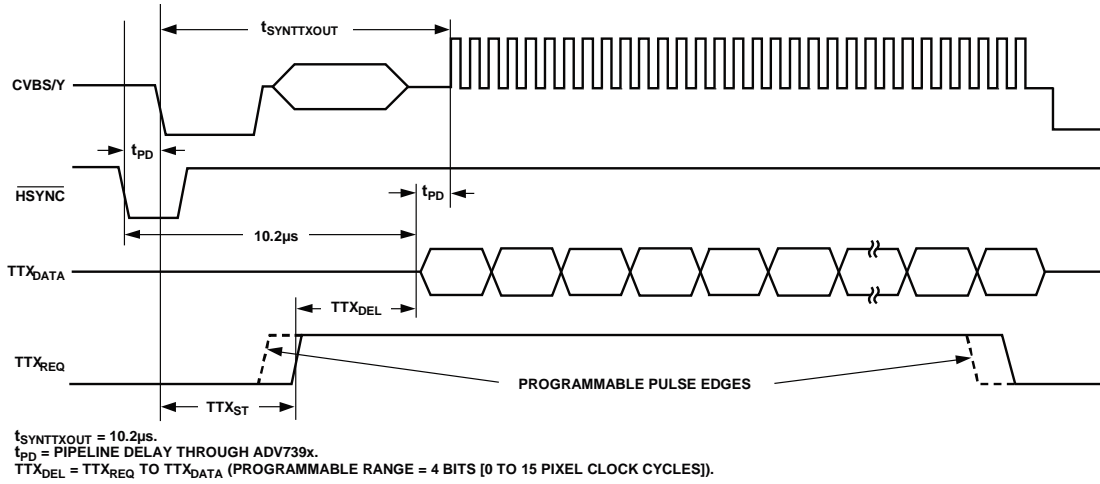 tSYNTTXOUT
CVBS/Y
tPD
HSYNC
tPD
10.2µs
TTXDATA
TTXDEL
TTXREQ
PROGRAMMABLE PULSE EDGES
TTXST
tSYNTTXOUT = 10.2µs.
tPD = PIPELINE DELAY THROUGH ADV739x.
TTXDEL = TTXREQ TO TTXDATA (PROGRAMMABLE RANGE = 4 BITS [0 TO 15 PIXEL CLOCK CYCLES]).